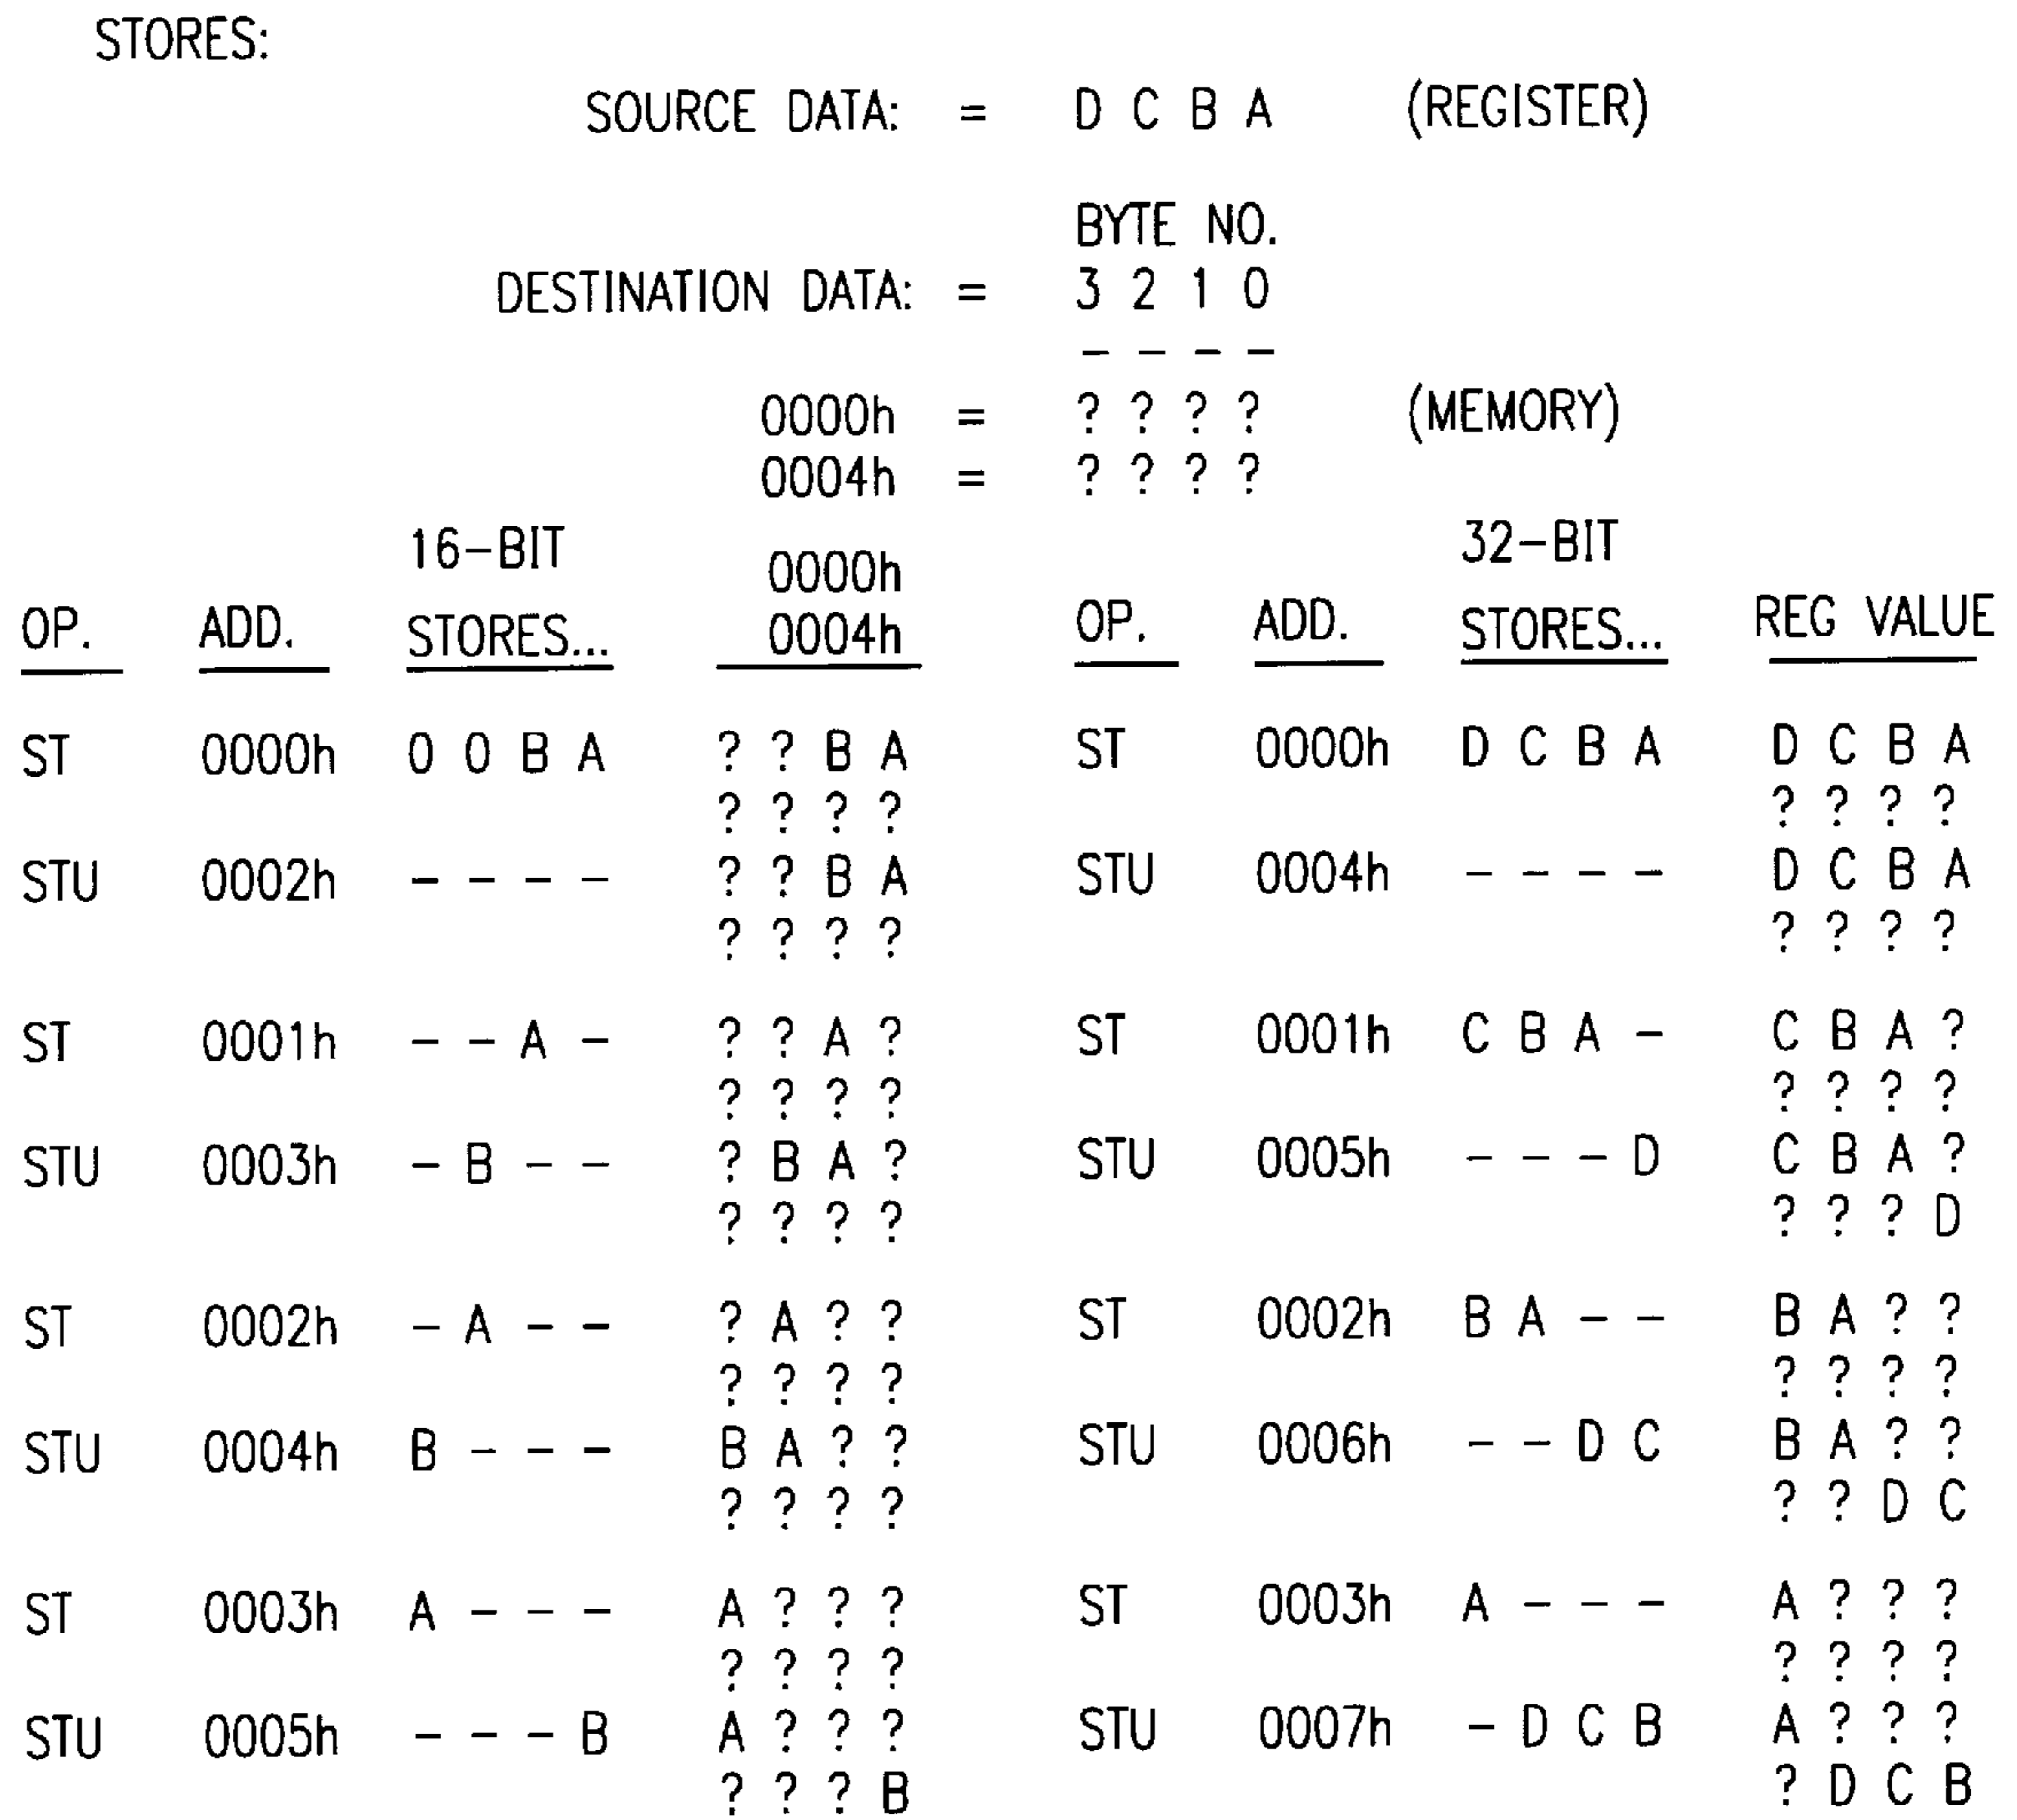 STORES:
SOURCE DATA: = D C B A (REGISTER)
BYTE NO.
DESTINATION DATA: = 3 2 1 0
- - - -
0000h = ? ? ? ? (MEMORY)
0004h = ? ? ? ?
16-BIT 0000h 32-BIT
OP. ADD. STORES... 0004h OP. ADD. STORES... REG VALUE
ST 0000h 0 0 B A ? ? B A ST 0000h D C B A D C B A
? ? ? ? ? ? ? ?
STU 0002h - - - - ? ? B A STU 0004h - - - - D C B A
? ? ? ? ? ? ? ?
ST 0001h - - A - ? ? A ? ST 0001h C B A - C B A ?
? ? ? ? ? ? ? ?
STU 0003h - B - - ? B A ? STU 0005h - - - D C B A ?
? ? ? ? ? ? ? D
ST 0002h - A - - ? A ? ? ST 0002h B A - - B A ? ?
? ? ? ? ? ? ? ?
STU 0004h B - - - B A ? ? STU 0006h - - D C B A ? ?
? ? ? ? ? ? D C
ST 0003h A - - - A ? ? ? ST 0003h A - - - A ? ? ?
? ? ? ? ? ? ? ?
STU 0005h - - - B A ? ? ? STU 0007h - D C B A ? ? ?
? ? ? B ? D C B